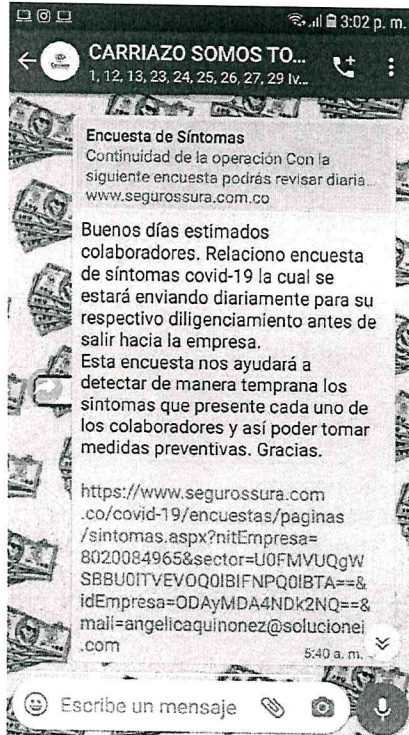 3:02 p. m.
CARRIAZO SOMOS TO...
1, 12, 13, 23, 24, 25, 26, 27, 29 Iv...
Encuesta de Síntomas
Continuidad de la operación Con la
siguiente encuesta podrás revisar diaria...
www.segurossura.com.co
Buenos días estimados
colaboradores. Relaciono encuesta
de síntomas covid-19 la cual se
estará enviando diariamente para su
respectivo diligenciamiento antes de
salir hacia la empresa.
Esta encuesta nos ayudará a
detectar de manera temprana los
sintomas que presente cada uno de
los colaboradores y así poder tomar
medidas preventivas. Gracias.
https://www.segurossura.com
.co/covid-19/encuestas/paginas
/sintomas.aspx?nitEmpresa=
8020084965&sector=U0FMVUQgW
SBBU0lTVEVOQ0lBIFNPQ0lBTA==&
idEmpresa=ODAyMDA4NDk2NQ==&
mail=angelicaquinonez@solucionei
.com
5:40 a. m.
Escribe un mensaje